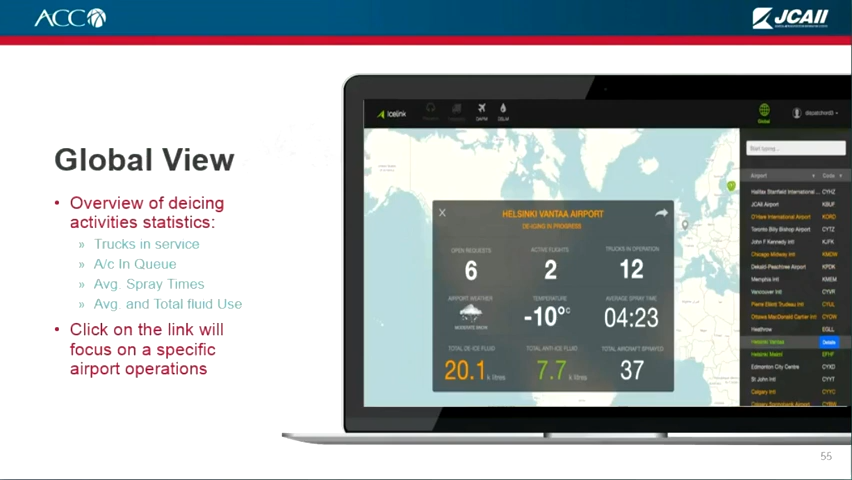 ACC
JCAII
Global View
• Overview of deicing
activities statistics:
» Trucks in service
» A/c In Queue
» Avg. Spray Times
» Avg. and Total fluid Use
• Click on the link will
focus on a specific
airport operations
Icelink
DAPM
Global
dispatcher01
Start typing...
Airport Code
Halifax Stanfield International... CYHZ
JCA Airport KBUF
O'Hare International Airport KORD
Toronto Billy Bishop Airport CYTZ
John F Kennedy Intl KJFK
Chicago Midway Intl KMDW
Dekalb-Peachtree Airport KPDK
Memphis Intl KMEM
Vancouver Intl CYVR
Pierre Elliott Trudeau Intl CYUL
Ottawa MacDonald Cartier Intl CYOW
Heathrow EGLL
Helsinki Vantaa Details
Helsinki Malmi EFHF
Edmonton City Centre CYXD
St John Intl CYYT
Calgary Intl CYYC
X
HELSINKI VANTAA AIRPORT
DE-ICING IN PROGRESS
OPEN REQUESTS ACTIVE FLIGHTS TRUCKS IN OPERATION
6 2 12
AIRPORT WEATHER TEMPERATURE AVERAGE SPRAY TIME
-10°C 04:23
MODERATE SNOW
TOTAL DE-ICE FLUID TOTAL ANTI-ICE FLUID TOTAL AIRCRAFT SPRAYED
20.1 k litres 7.7 k litres 37
55